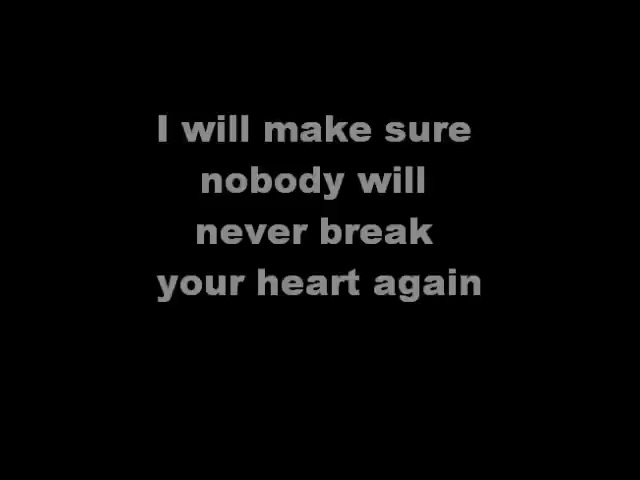 I will make sure
nobody will
never break
your heart again